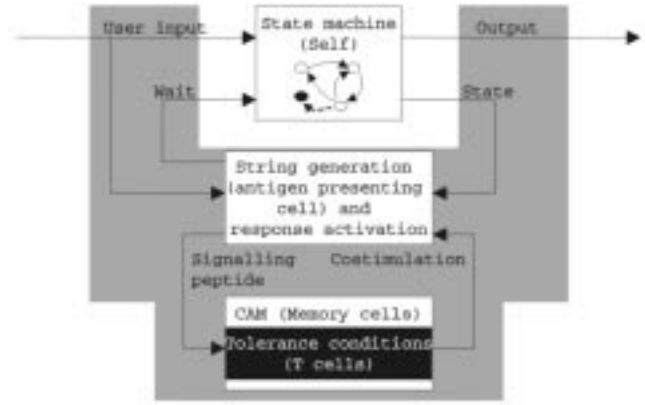 User input
State machine
(Self)
Output
Wait
State
String generation
(antigen presenting
cell) and
response activation
Signalling
peptide
Costimulation
CAM (Memory cells)
Tolerance conditions
(T cells)